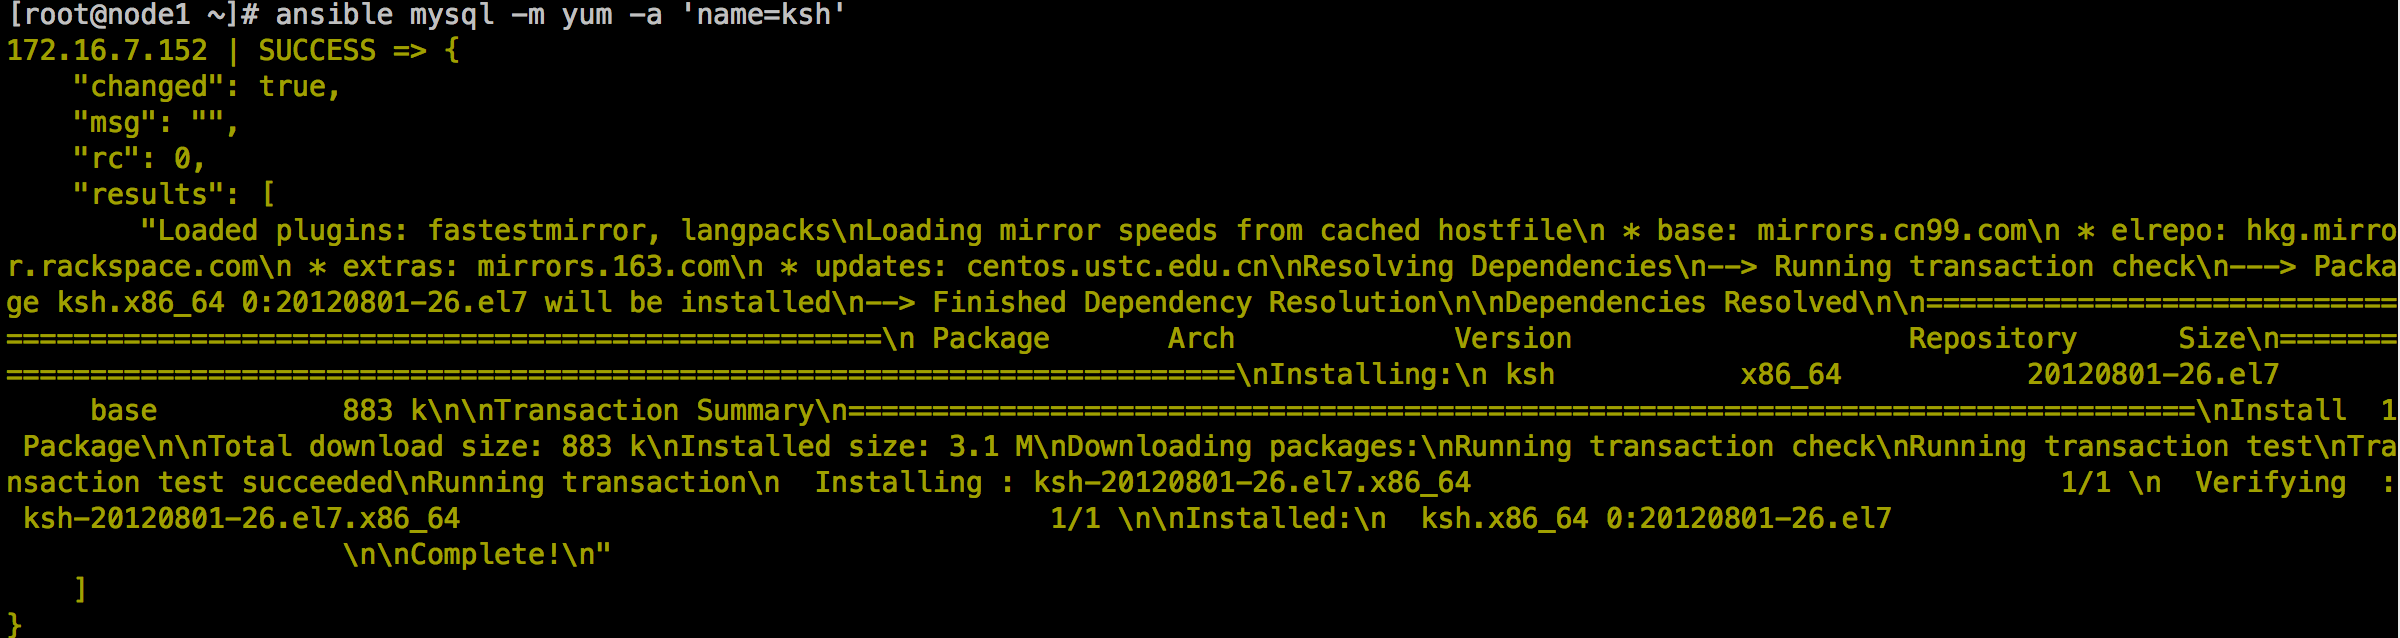 [root@node1 ~]# ansible mysql -m yum -a 'name=ksh'
172.16.7.152 | SUCCESS => {
    "changed": true,
    "msg": "",
    "rc": 0,
    "results": [
        "Loaded plugins: fastestmirror, langpacks\nLoading mirror speeds from cached hostfile\n * base: mirrors.cn99.com\n * elrepo: hkg.mirro
r.rackspace.com\n * extras: mirrors.163.com\n * updates: centos.ustc.edu.cn\nResolving Dependencies\n--> Running transaction check\n---> Packa
ge ksh.x86_64 0:20120801-26.el7 will be installed\n--> Finished Dependency Resolution\n\nDependencies Resolved\n\n============================
====================================================\n Package       Arch             Version                    Repository      Size\n=======
=========================================================================\nInstalling:\n ksh           x86_64           20120801-26.el7
     base           883 k\n\nTransaction Summary\n================================================================================\nInstall  1
 Package\n\nTotal download size: 883 k\nInstalled size: 3.1 M\nDownloading packages:\nRunning transaction check\nRunning transaction test\nTra
nsaction test succeeded\nRunning transaction\n  Installing : ksh-20120801-26.el7.x86_64                                   1/1 \n  Verifying  :
 ksh-20120801-26.el7.x86_64                                   1/1 \n\nInstalled:\n  ksh.x86_64 0:20120801-26.el7
                    \n\nComplete!\n"
    ]
}